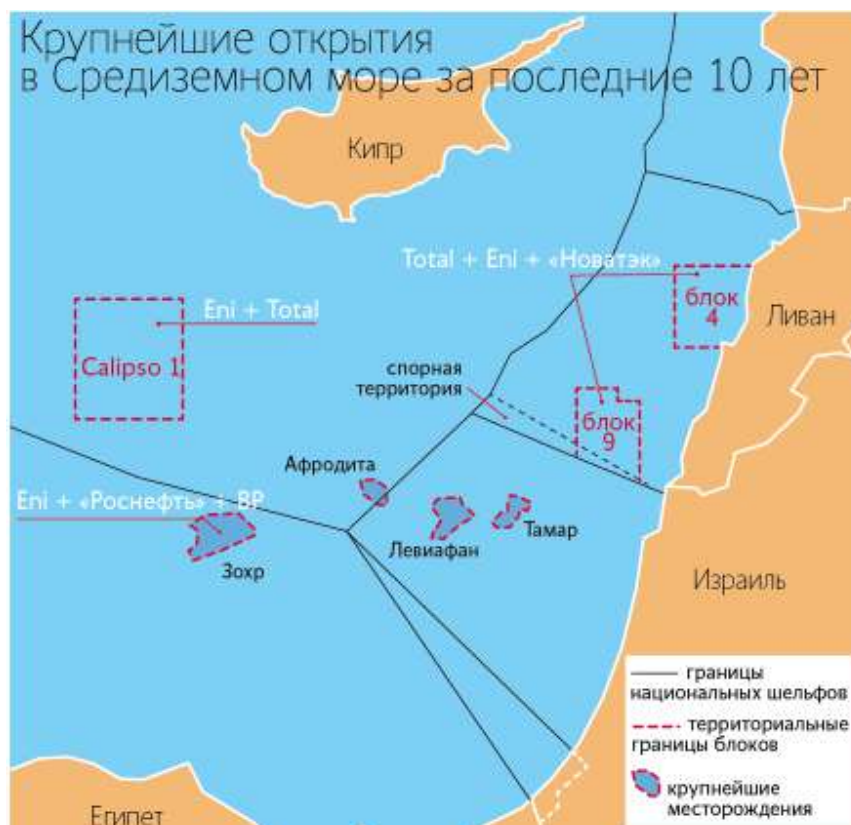 Крупнейшие открытия
в Средиземном море за последние 10 лет
Кипр
Total + Eni + «Новатэк»
блок
4
Ливан
Eni + Total
Calipso 1
спорная
территория
блок
9
Афродита
Eni + «Роснефть» + BP
Левиафан
Тамар
Зохр
Израиль
границы
национальных шельфов
территориальные
границы блоков
крупнейшие
месторождения
Египет